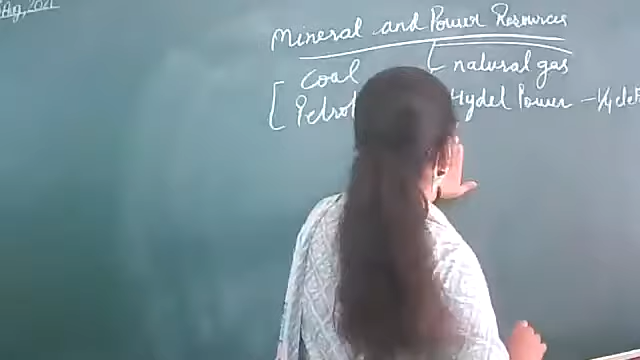 Aug, 2021
Mineral and Power Resources
Coal natural gas
Petrol Hydel Power